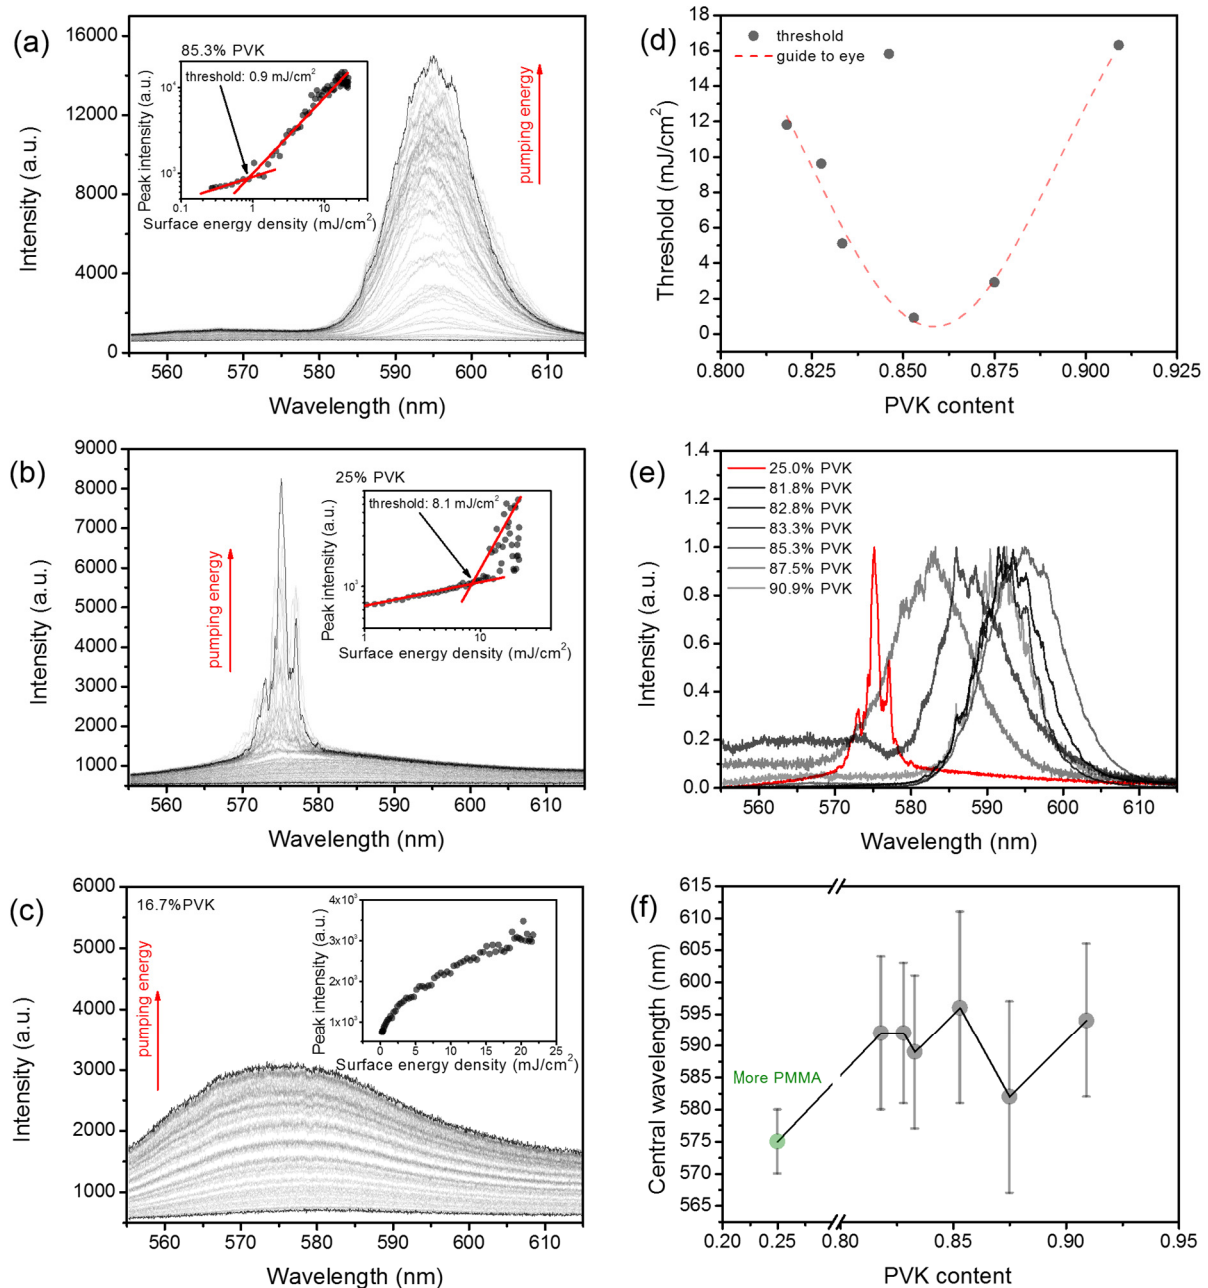 (a)
16000
14000
12000
10000
8000
6000
4000
2000
0
Intensity (a.u.)
85.3% PVK
threshold: 0.9 mJ/cm²
10⁴
10³
Peak intensity (a.u.)
0.1 1 10
Surface energy density (mJ/cm²)
pumping energy
560 570 580 590 600 610
Wavelength (nm)
(d)
18
16
14
12
10
8
6
4
2
0
Threshold (mJ/cm²)
threshold
guide to eye
0.800 0.825 0.850 0.875 0.900 0.925
PVK content
(b)
9000
8000
7000
6000
5000
4000
3000
2000
1000
Intensity (a.u.)
pumping energy
25% PVK
threshold: 8.1 mJ/cm²
10³
Peak intensity (a.u.)
1 10
Surface energy density (mJ/cm²)
560 570 580 590 600 610
Wavelength (nm)
(e)
1.4
1.2
1.0
0.8
0.6
0.4
0.2
0.0
Intensity (a.u.)
25.0% PVK
81.8% PVK
82.8% PVK
83.3% PVK
85.3% PVK
87.5% PVK
90.9% PVK
560 570 580 590 600 610
Wavelength (nm)
(c)
6000
5000
4000
3000
2000
1000
Intensity (a.u.)
16.7%PVK
pumping energy
4x10³
3x10³
2x10³
1x10³
Peak intensity (a.u.)
0 5 10 15 20 25
Surface energy density (mJ/cm²)
560 570 580 590 600 610
Wavelength (nm)
(f)
615
610
605
600
595
590
585
580
575
570
565
560
Central wavelength (nm)
More PMMA
0.20 0.25 0.80 0.85 0.90 0.95
PVK content